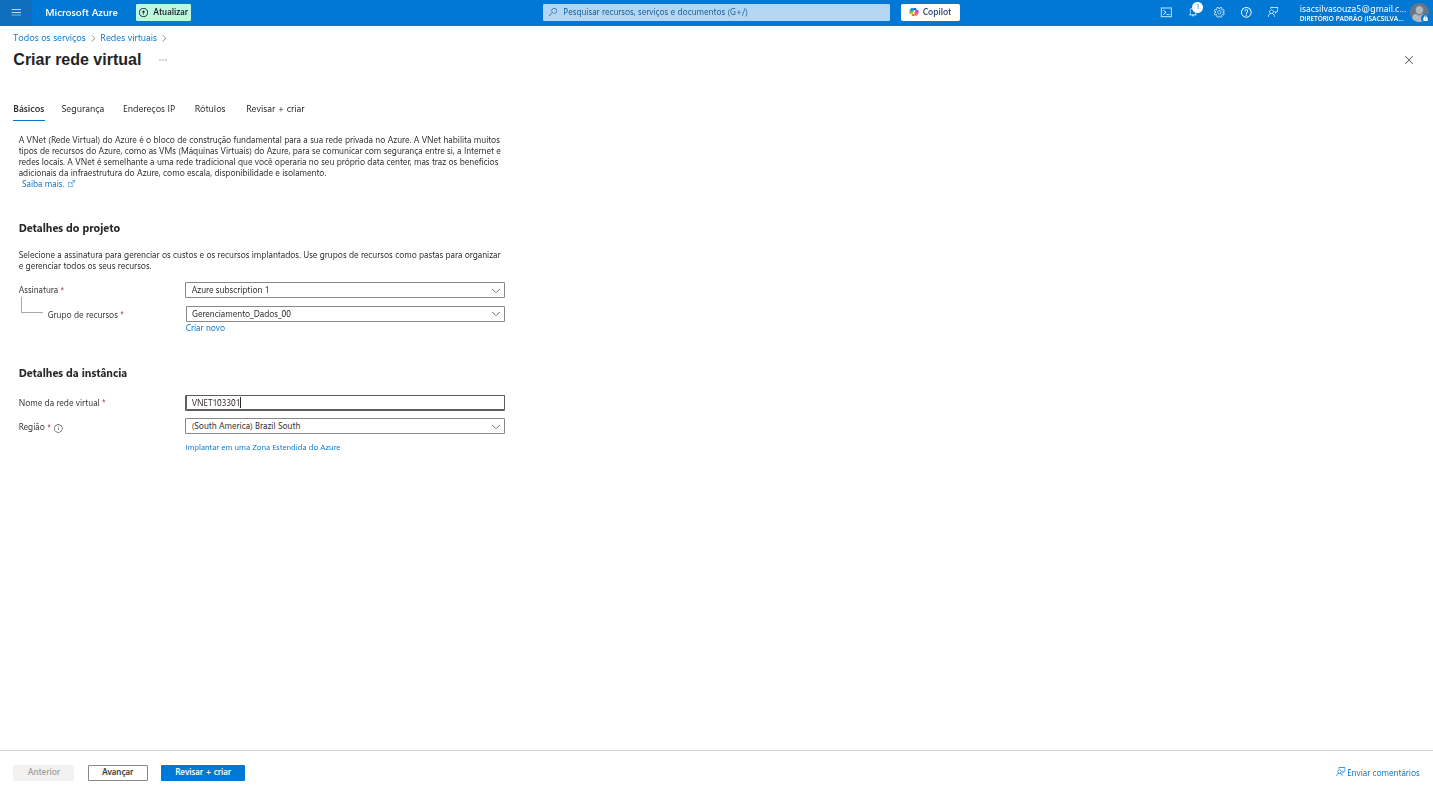 Microsoft Azure
Atualizar
Pesquisar recursos, serviços e documentos (G+/)
Copilot
1
isacsilvasouza5@gmail.c...
DIRETÓRIO PADRÃO (ISACSILVA...
Todos os serviços > Redes virtuais >
Criar rede virtual ...
Básicos Segurança Endereços IP Rótulos Revisar + criar
A VNet (Rede Virtual) do Azure é o bloco de construção fundamental para a sua rede privada no Azure. A VNet habilita muitos
tipos de recursos do Azure, como as VMs (Máquinas Virtuais) do Azure, para se comunicar com segurança entre si, a Internet e
redes locais. A VNet é semelhante a uma rede tradicional que você operaria no seu próprio data center, mas traz os benefícios
adicionais da infraestrutura do Azure, como escala, disponibilidade e isolamento.
Saiba mais.
Detalhes do projeto
Selecione a assinatura para gerenciar os custos e os recursos implantados. Use grupos de recursos como pastas para organizar
e gerenciar todos os seus recursos.
Assinatura * Azure subscription 1
Grupo de recursos * Gerenciamento_Dados_00
Criar novo
Detalhes da instância
Nome da rede virtual * VNET103301
Região * (South America) Brazil South
Implantar em uma Zona Estendida do Azure
Anterior Avançar Revisar + criar Enviar comentários